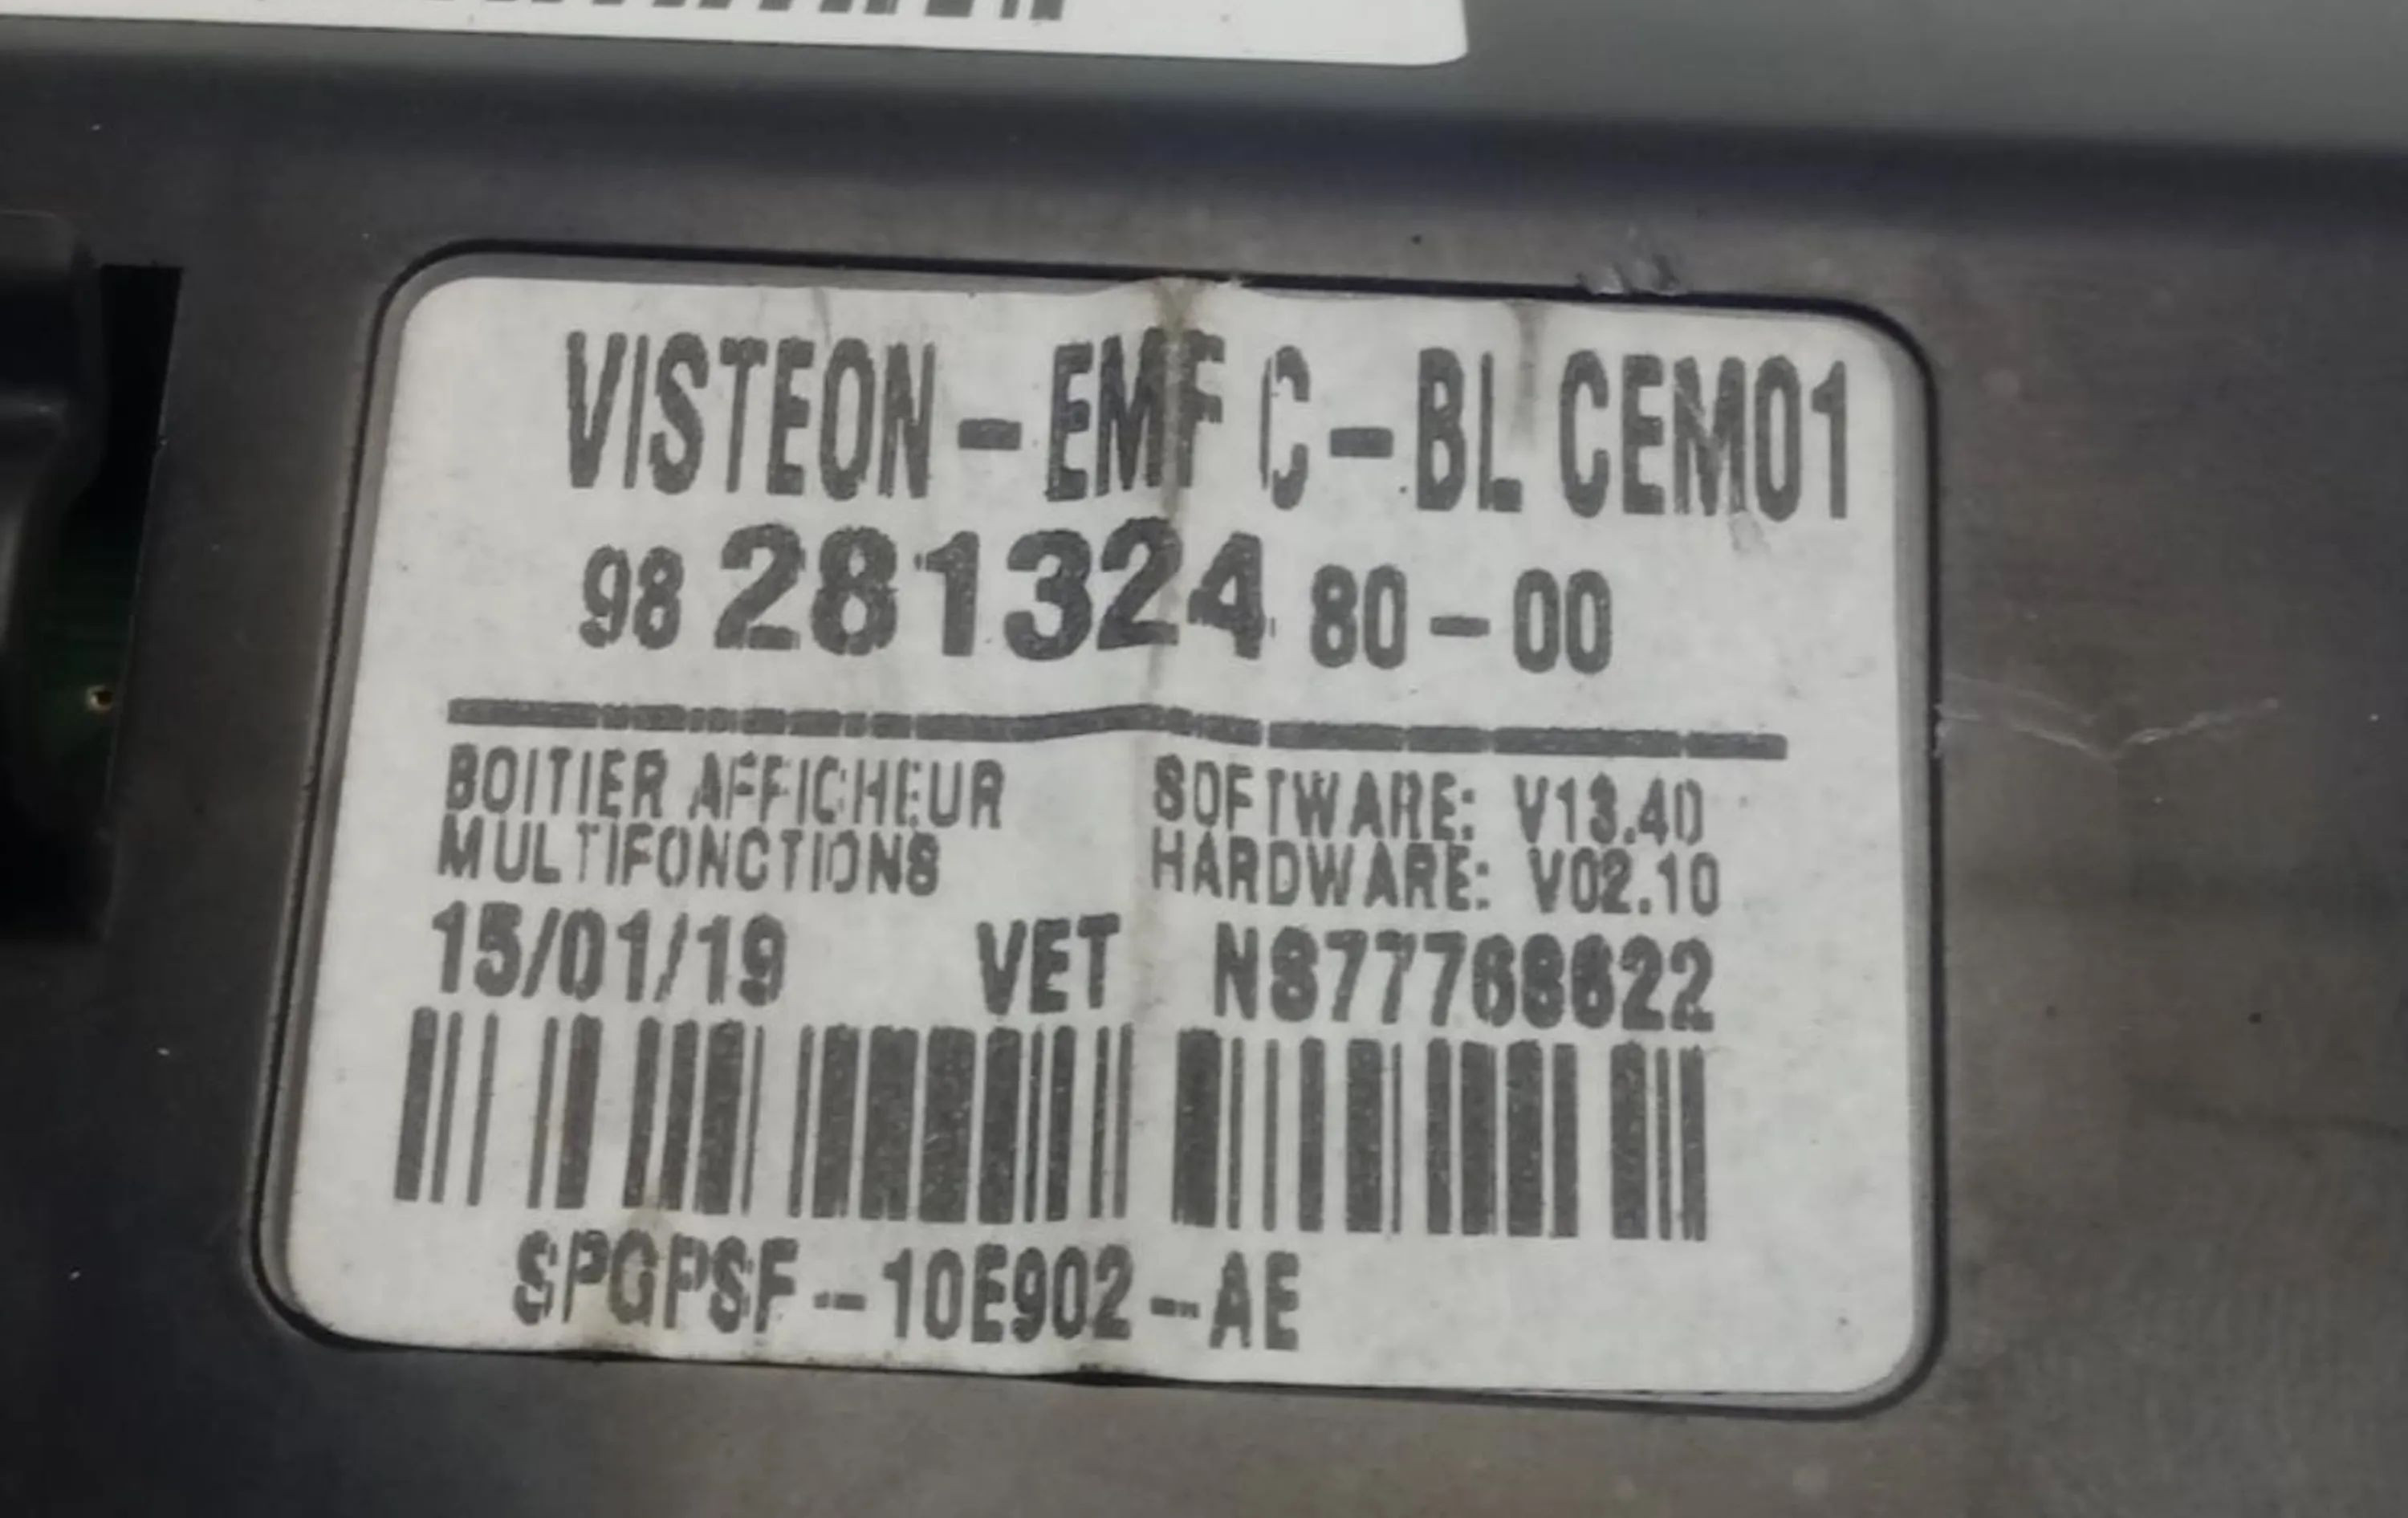 VISTEON-EMF C-BL CEM01
98 281324 80-00
BOITIER AFFICHEUR
MULTIFONCTIONS
SOFTWARE: V13.40
HARDWARE: V02.10
15/01/19 VET
SPGPSF-10E902-AE